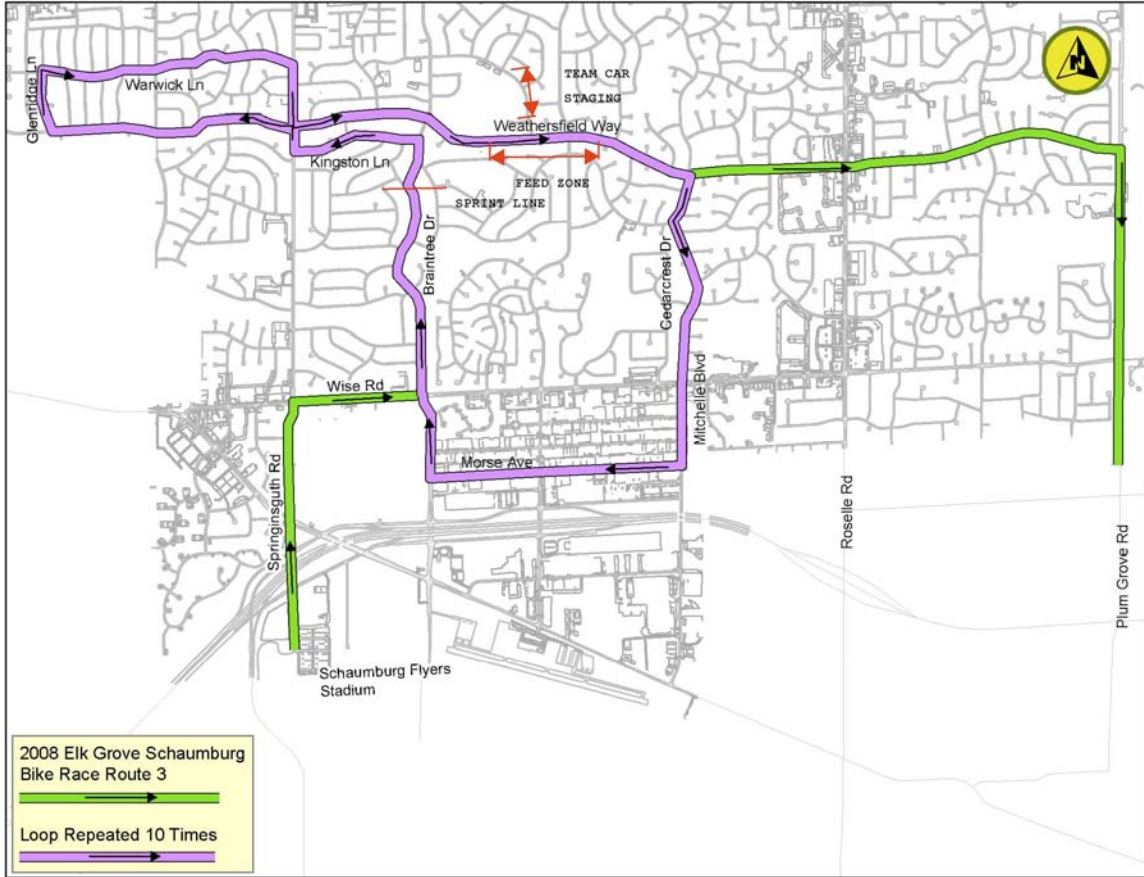 N
TEAM CAR
STAGING
Glenridge Ln
Warwick Ln
Weathersfield Way
Kingston Ln
FEED ZONE
SPRINT LINE
Braintree Dr
Cedarcrest Dr
Wise Rd
Mitchelle Blvd
Morse Ave
Springinsguth Rd
Roselle Rd
Plum Grove Rd
Schaumburg Flyers
Stadium
2008 Elk Grove Schaumburg
Bike Race Route 3
Loop Repeated 10 Times